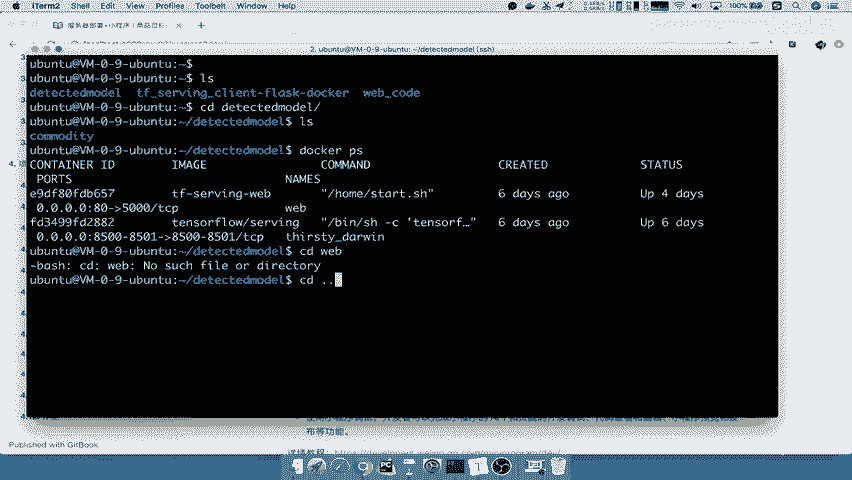 iTerm2 Shell Edit View Profiles Toolbelt Window Help
100%
2. ubuntu@VM-0-9-ubuntu: ~/detectedmodel (ssh)
ubuntu@VM-0-9-ubuntu:~$
ubuntu@VM-0-9-ubuntu:~$ ls
detectedmodel tf_serving_client-flask-docker web_code
ubuntu@VM-0-9-ubuntu:~$ cd detectedmodel/
ubuntu@VM-0-9-ubuntu:~/detectedmodel$ ls
commodity
ubuntu@VM-0-9-ubuntu:~/detectedmodel$ docker ps
CONTAINER ID IMAGE COMMAND CREATED STATUS
PORTS NAMES
e9df80fdb657 tf-serving-web "/home/start.sh" 6 days ago Up 4 days
0.0.0.0:80->5000/tcp web
fd3499fd2882 tensorflow/serving "/bin/sh -c 'tensorf…" 6 days ago Up 6 days
0.0.0.0:8500-8501->8500-8501/tcp thirsty_darwin
ubuntu@VM-0-9-ubuntu:~/detectedmodel$ cd web
-bash: cd: web: No such file or directory
ubuntu@VM-0-9-ubuntu:~/detectedmodel$ cd ..
布等功能。
Published with GitBook